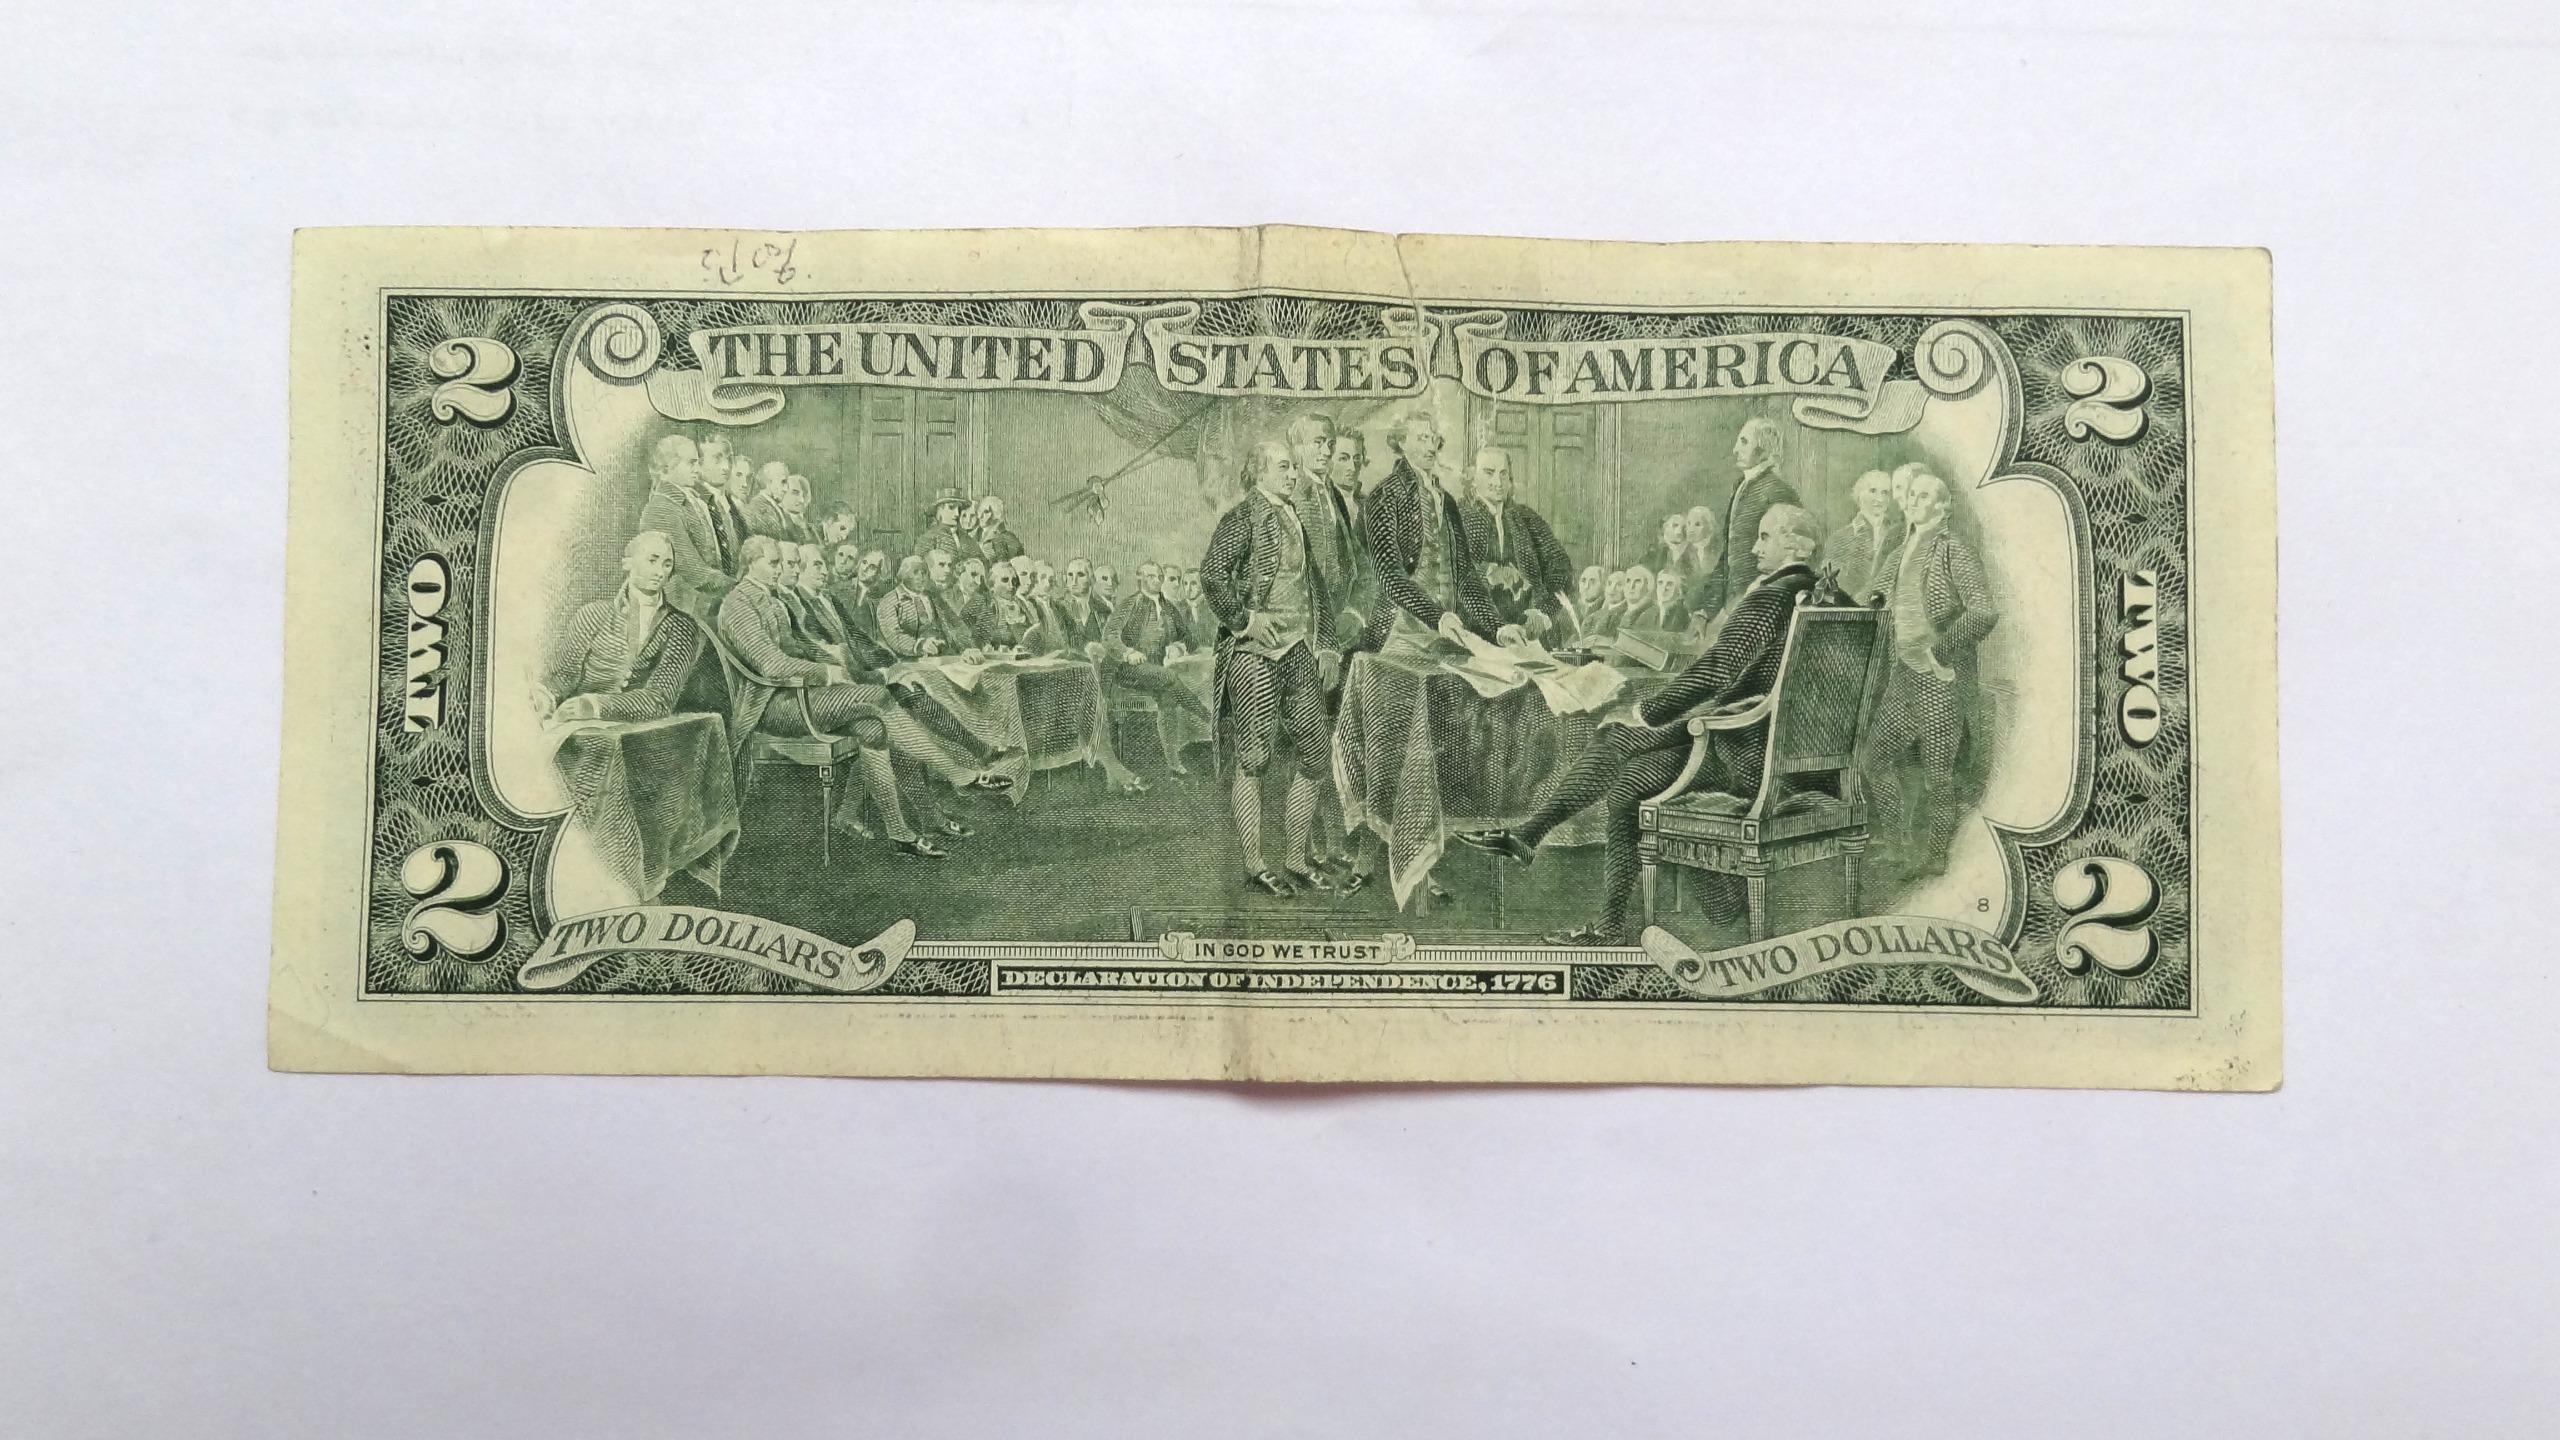 2 THE UNITED STATES OF AMERICA 2
TWO
TWO
8
2 TWO DOLLARS
IN GOD WE TRUST
TWO DOLLARS 2
DECLARATION OF INDEPENDENCE, 1776